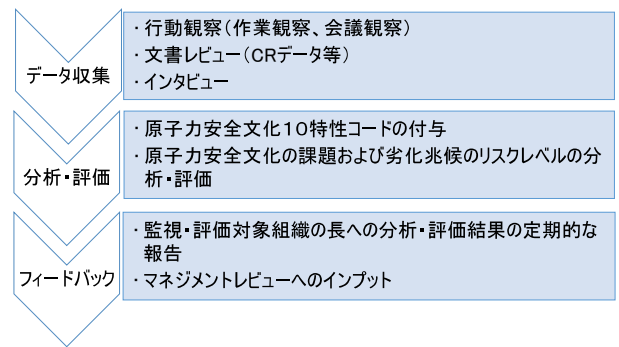 データ収集
・行動観察（作業観察、会議観察）
・文書レビュー（CRデータ等）
・インタビュー
分析・評価
・原子力安全文化１０特性コードの付与
・原子力安全文化の課題および劣化兆候のリスクレベルの分
析・評価
フィードバック
・監視・評価対象組織の長への分析・評価結果の定期的な
報告
・マネジメントレビューへのインプット